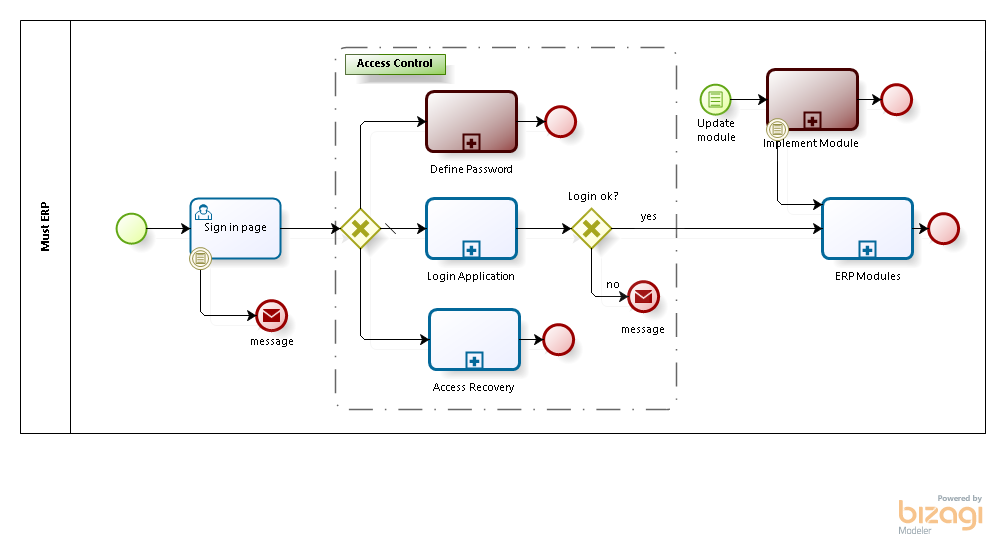 Must ERP
Access Control
Define Password
Update
module
Implement Module
Sign in page
Login Application
Login ok?
yes
no
message
message
Access Recovery
ERP Modules
Powered by
bizagi
Modeler